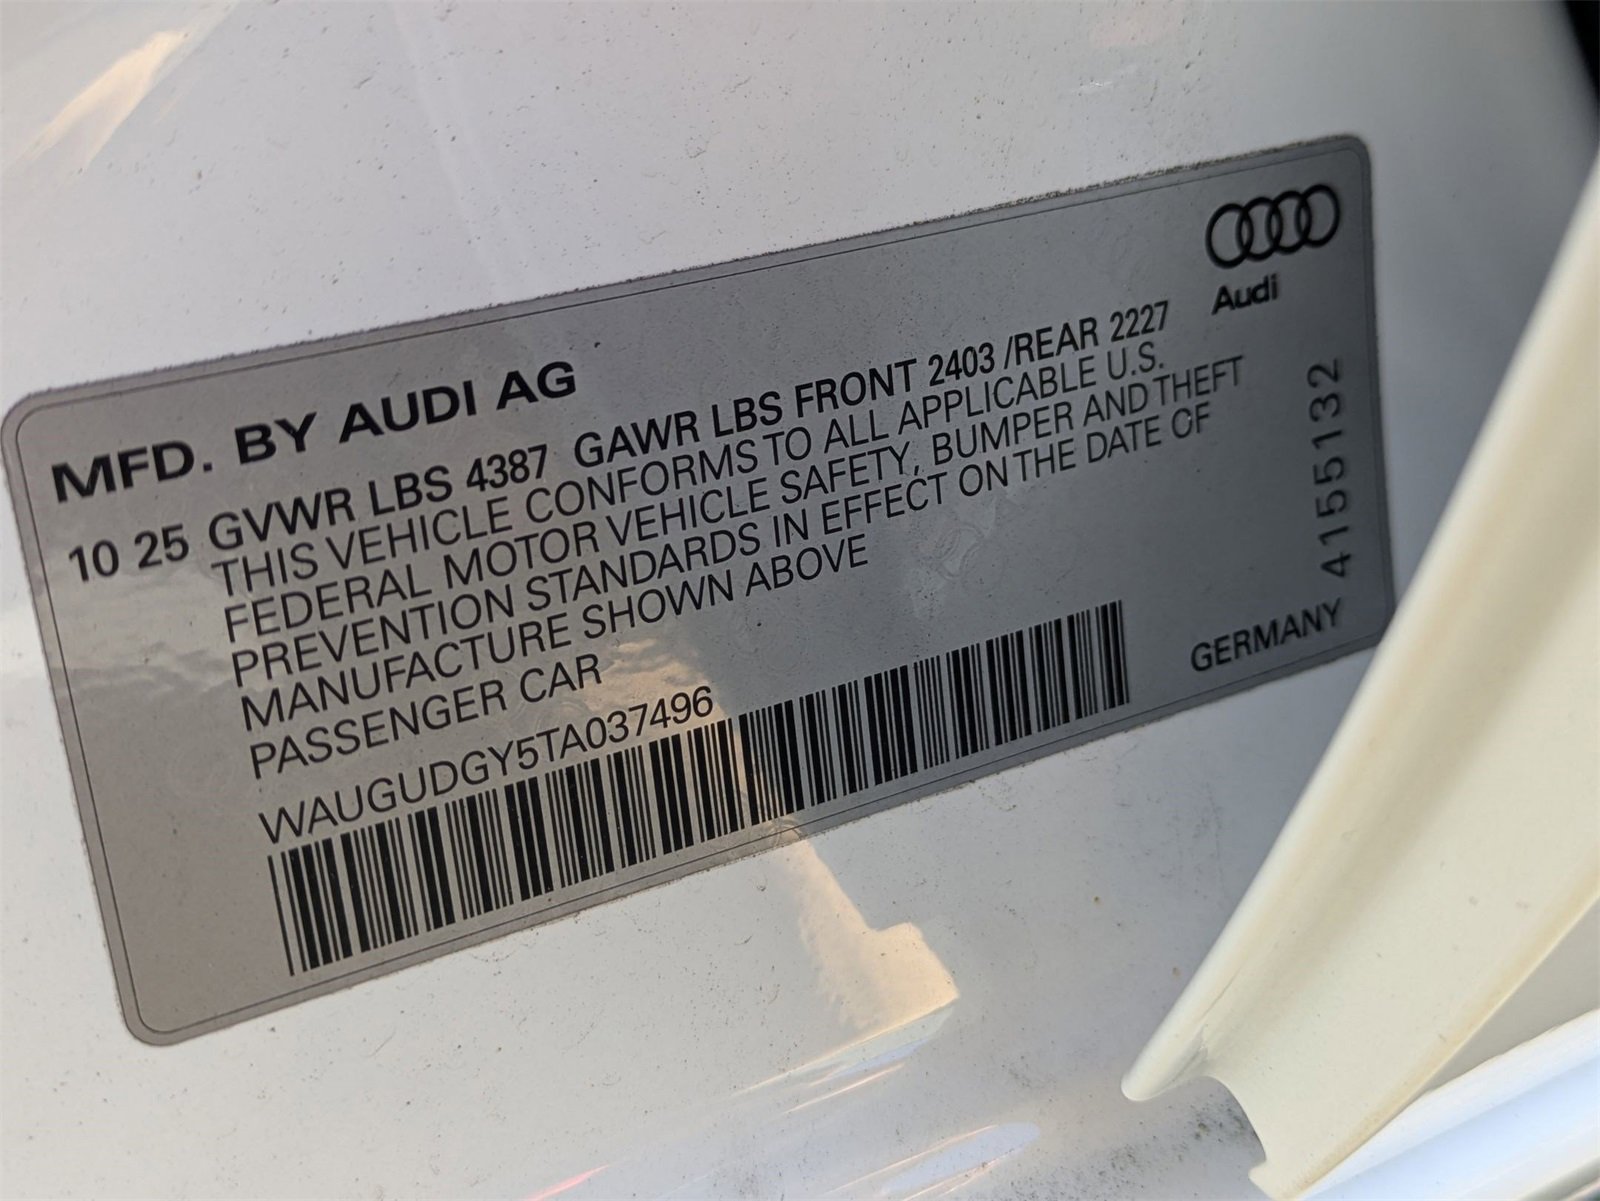 Audi
MFD. BY AUDI AG
10 25 GVWR LBS 4387 GAWR LBS FRONT 2403 /REAR 2227
THIS VEHICLE CONFORMS TO ALL APPLICABLE U.S.
FEDERAL MOTOR VEHICLE SAFETY, BUMPER AND THEFT
PREVENTION STANDARDS IN EFFECT ON THE DATE OF
MANUFACTURE SHOWN ABOVE
PASSENGER CAR
WAUGUDGY5TA037496
GERMANY
4155132